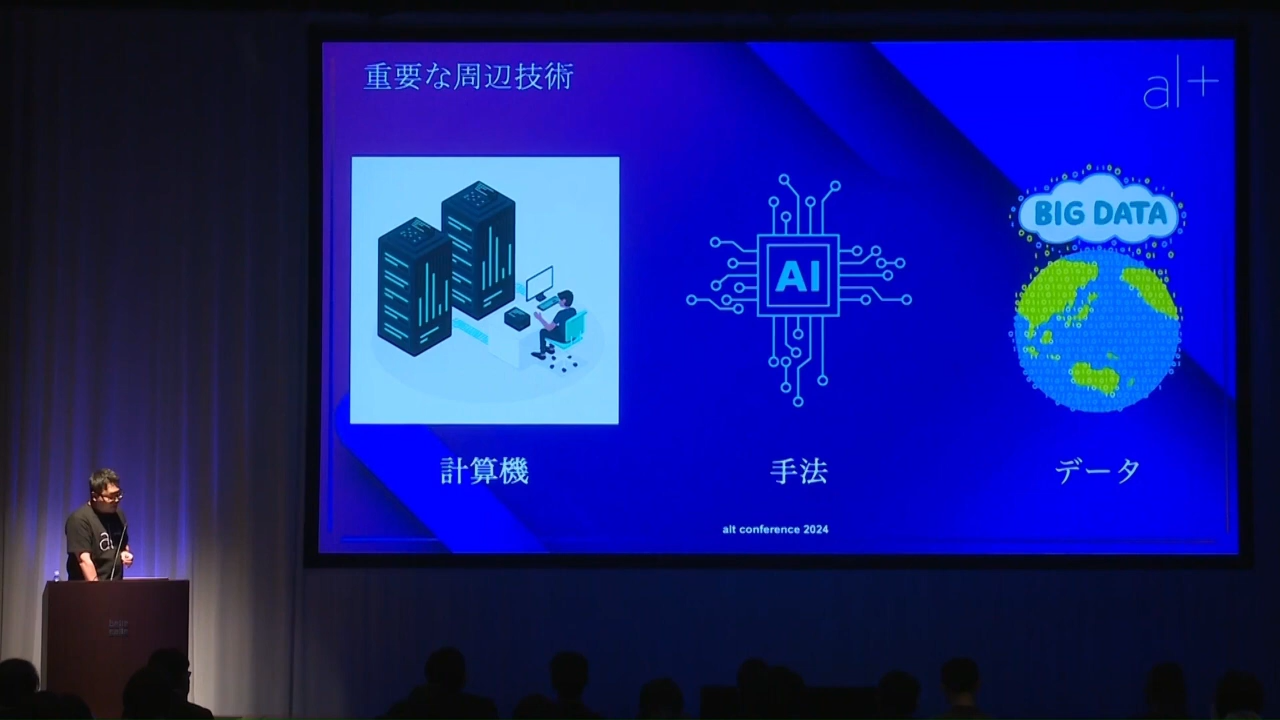 重要な周辺技術
al+
BIG DATA
AI
計算機
手法
データ
alt conference 2024